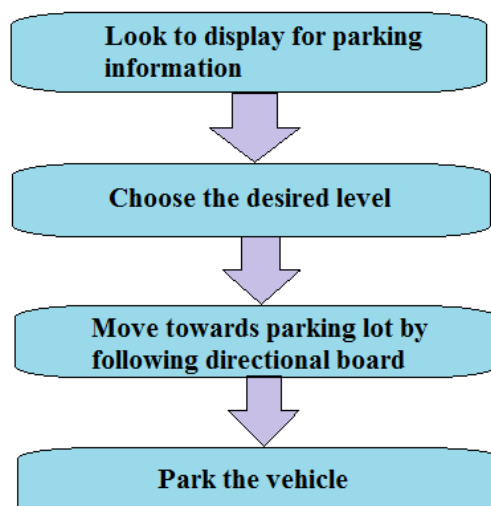 Look to display for parking
information
Choose the desired level
Move towards parking lot by
following directional board
Park the vehicle